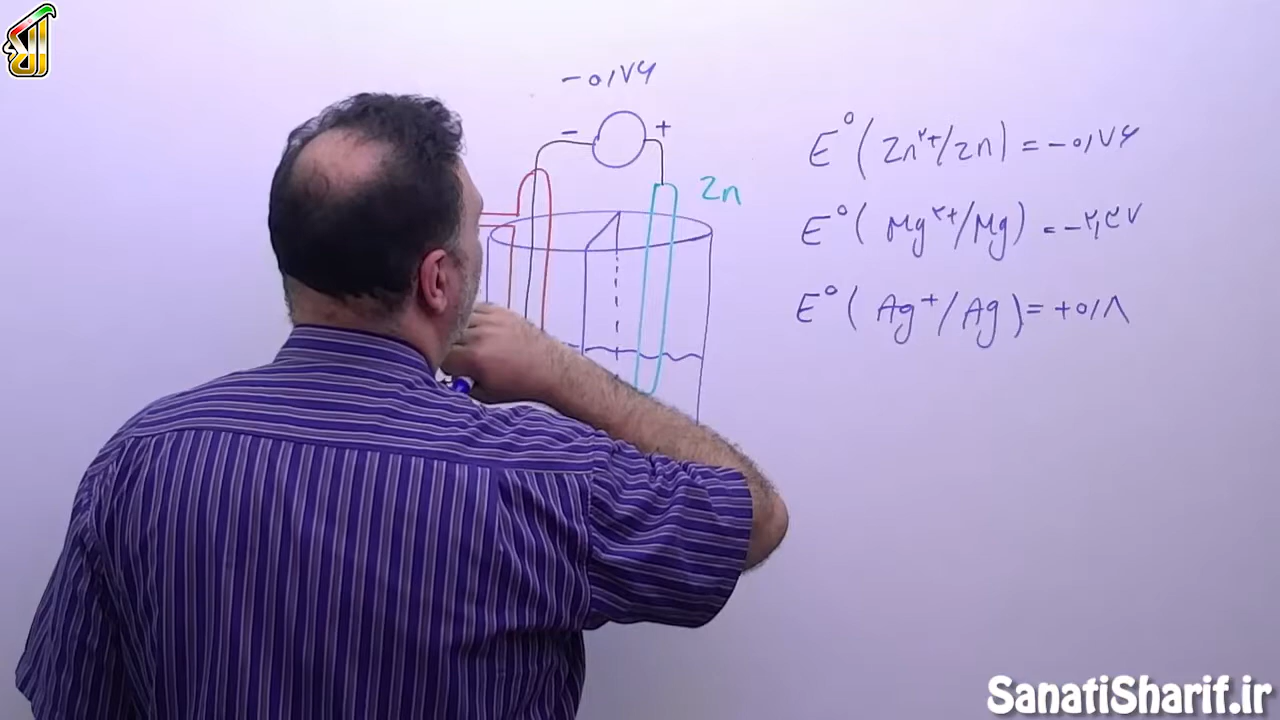 -۰/۷۶
- +
Zn
E°(Zn²⁺/Zn) = -۰/۷۶
E°(Mg²⁺/Mg) = -۲,۳۷
E°(Ag⁺/Ag) = +۰/۸
SanatiSharif.ir